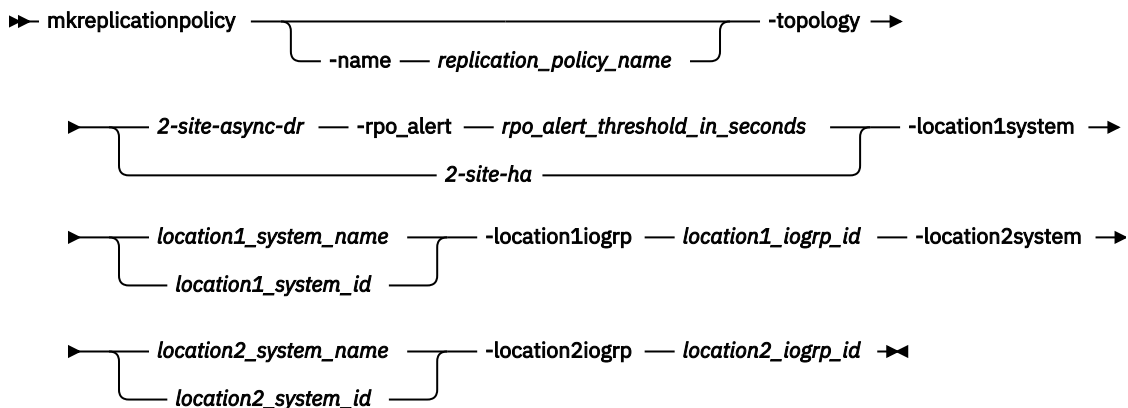 mkreplicationpolicy -topology
-name replication_policy_name
2-site-async-dr -rpo_alert rpo_alert_threshold_in_seconds -location1system
2-site-ha
location1_system_name -location1iogrp location1_iogrp_id -location2system
location1_system_id
location2_system_name -location2iogrp location2_iogrp_id
location2_system_id